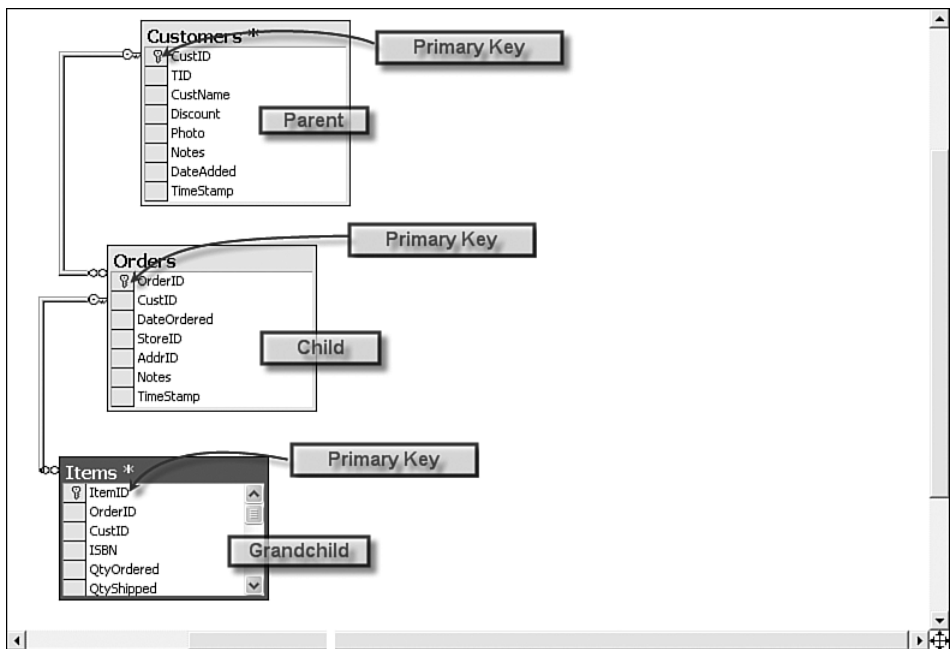 Customers *
Primary Key
CustID
TID
CustName
Discount
Parent
Photo
Notes
DateAdded
TimeStamp
Primary Key
Orders
OrderID
CustID
DateOrdered
StoreID
Child
AddrID
Notes
TimeStamp
Primary Key
Items *
ItemID
OrderID
CustID
ISBN
Grandchild
QtyOrdered
QtyShipped